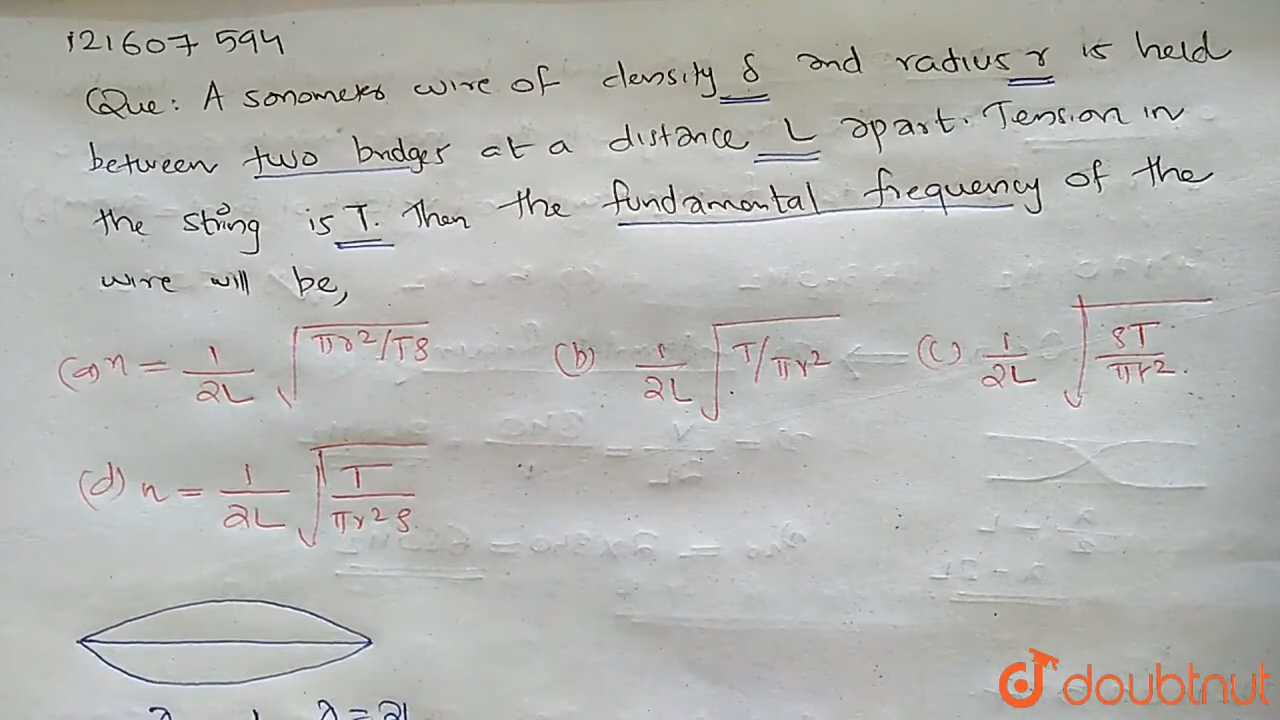 121607 594
Que: A sonometer wire of density δ and radius r is held
between two bridges at a distance L apart. Tension in
the string is T. Then the fundamental frequency of the
wire will be,
(a) n = 1/2L √(πr²/Tδ) (b) 1/2L √(T/πr²) (c) 1/2L √(δT/πr²)
(d) n = 1/2L √(T/πr²δ)
λ = 2L
doubtnut